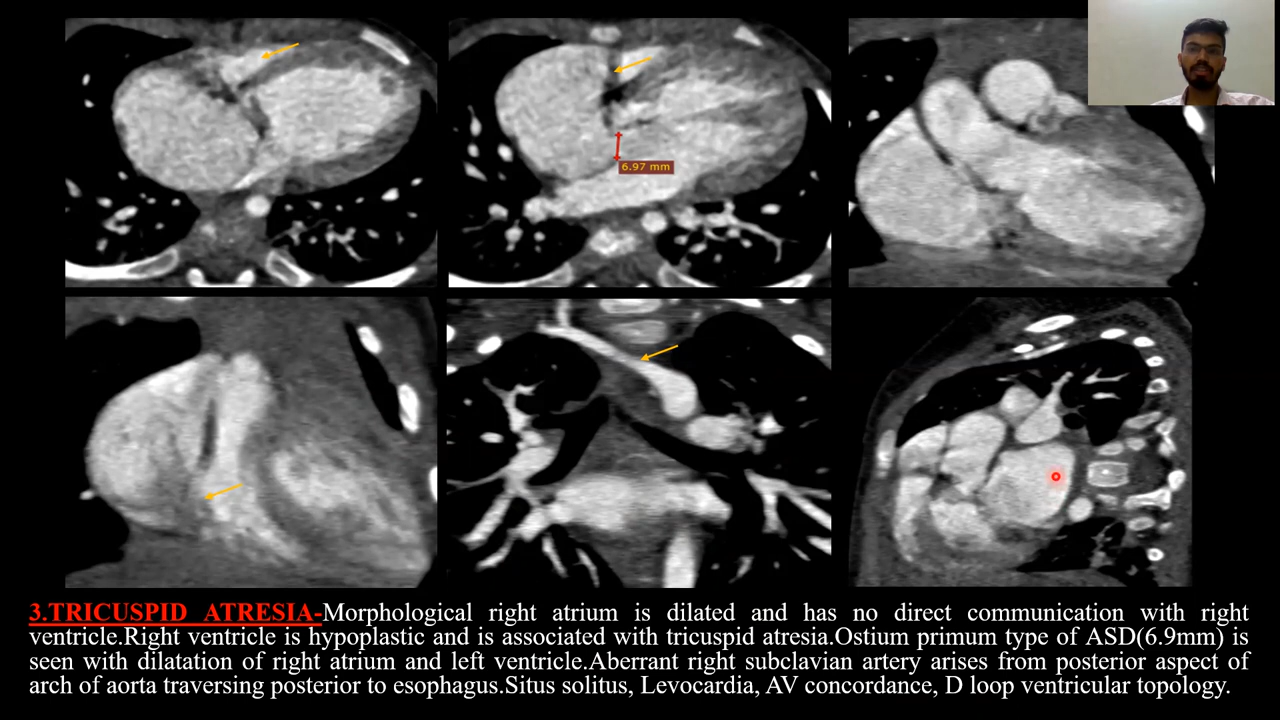 6.97 mm
3.TRICUSPID ATRESIA-Morphological right atrium is dilated and has no direct communication with right
ventricle.Right ventricle is hypoplastic and is associated with tricuspid atresia.Ostium primum type of ASD(6.9mm) is
seen with dilatation of right atrium and left ventricle.Aberrant right subclavian artery arises from posterior aspect of
arch of aorta traversing posterior to esophagus.Situs solitus, Levocardia, AV concordance, D loop ventricular topology.